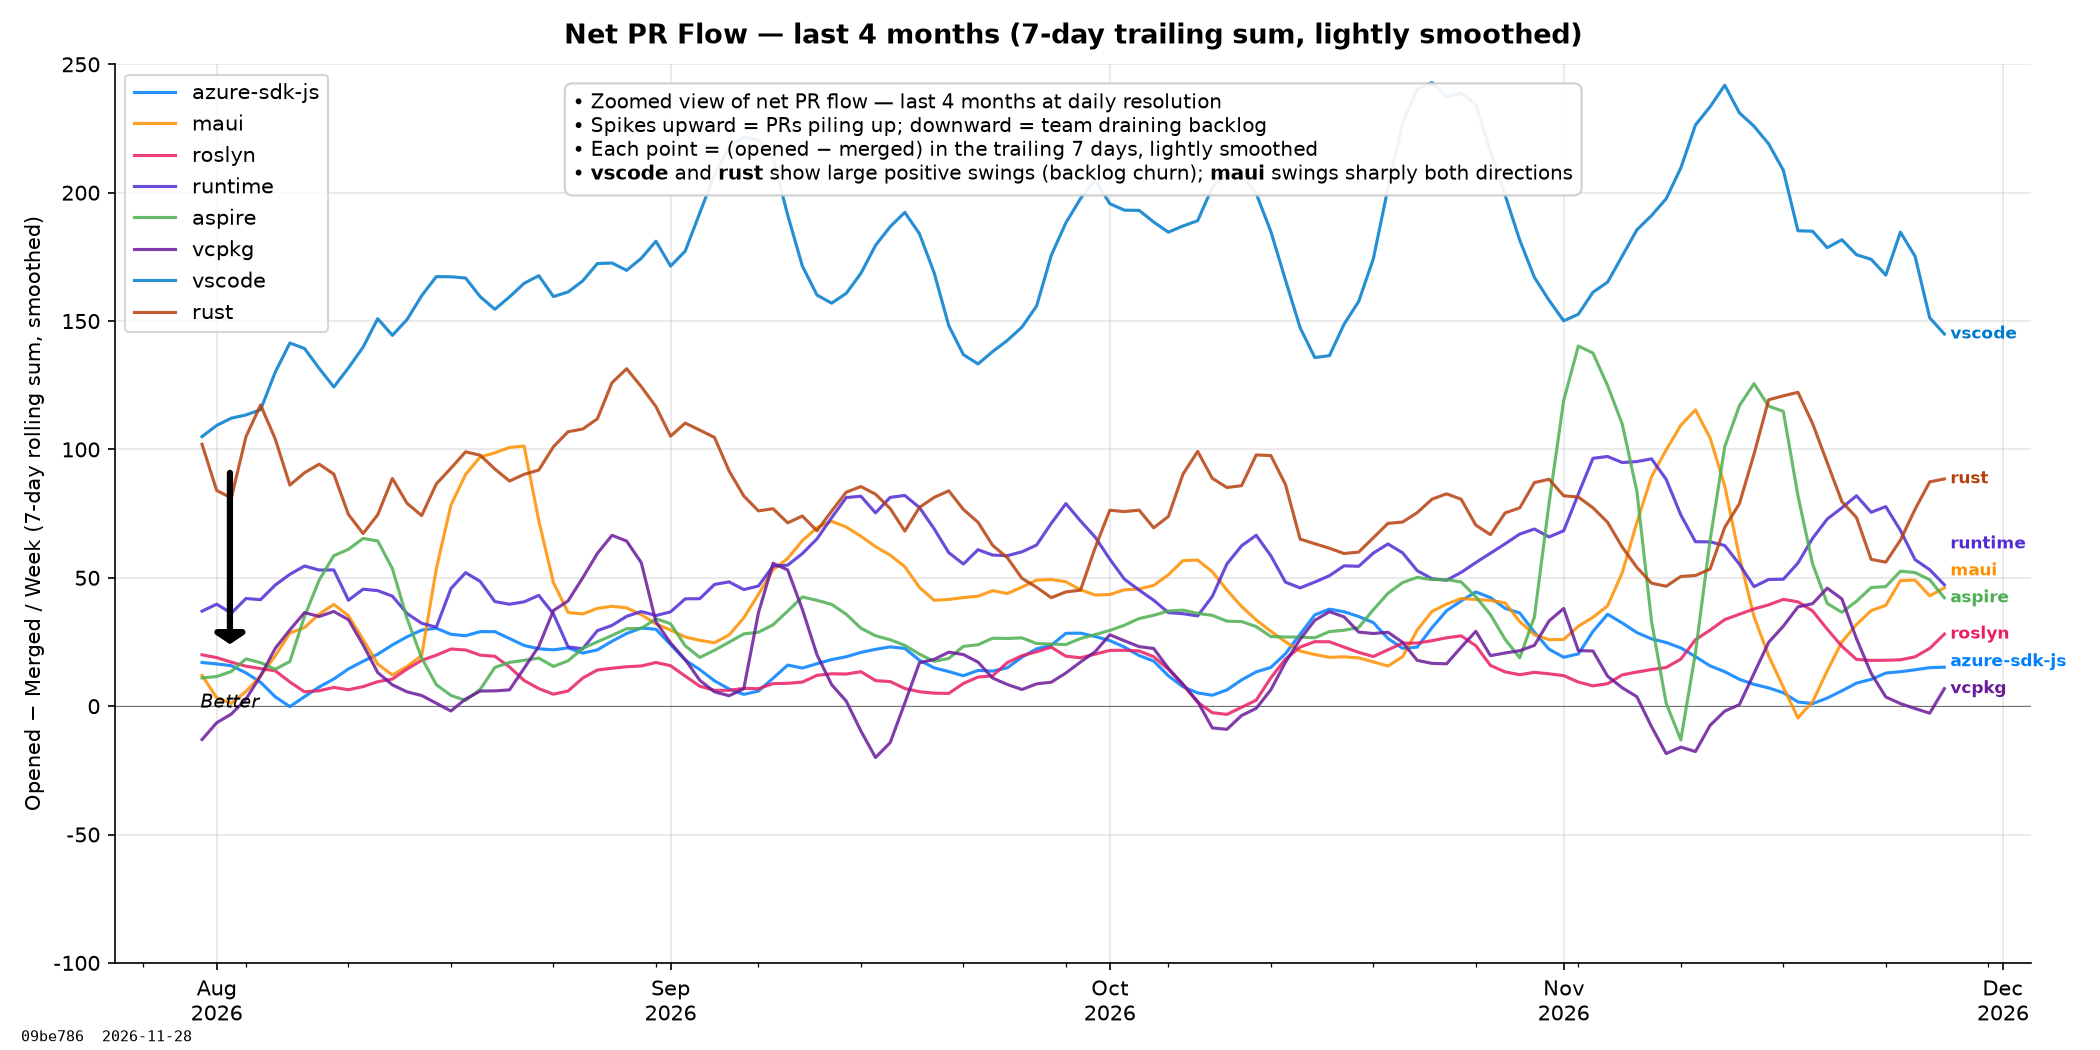 Net PR Flow — last 4 months (7-day trailing sum, lightly smoothed)
azure-sdk-js
maui
roslyn
runtime
aspire
vcpkg
vscode
rust
• Zoomed view of net PR flow — last 4 months at daily resolution
• Spikes upward = PRs piling up; downward = team draining backlog
• Each point = (opened − merged) in the trailing 7 days, lightly smoothed
• vscode and rust show large positive swings (backlog churn); maui swings sharply both directions
Opened − Merged / Week (7-day rolling sum, smoothed)
250
200
150
100
50
0
-50
-100
Better
vscode
rust
runtime
maui
aspire
roslyn
azure-sdk-js
vcpkg
Aug
2026
Sep
2026
Oct
2026
Nov
2026
Dec
2026
09be786  2026-11-28